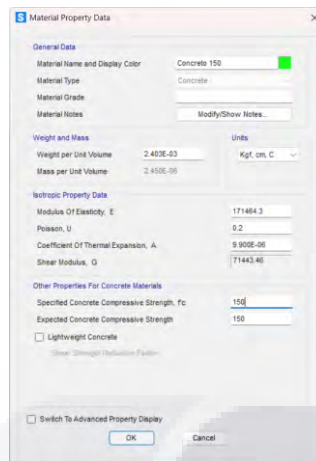 Material Property Data
General Data
Material Name and Display Color Concreto 150
Material Type Concrete
Material Grade
Material Notes Modify/Show Notes...
Weight and Mass Units
Weight per Unit Volume 2.403E-03 Kgf, cm, C
Mass per Unit Volume 2.450E-06
Isotropic Property Data
Modulus Of Elasticity, E 171464.3
Poisson, U 0.2
Coefficient Of Thermal Expansion, A 9.900E-06
Shear Modulus, G 71443.46
Other Properties For Concrete Materials
Specified Concrete Compressive Strength, f'c 150
Expected Concrete Compressive Strength 150
Lightweight Concrete
Shear Strength Reduction Factor
Switch To Advanced Property Display
OK Cancel